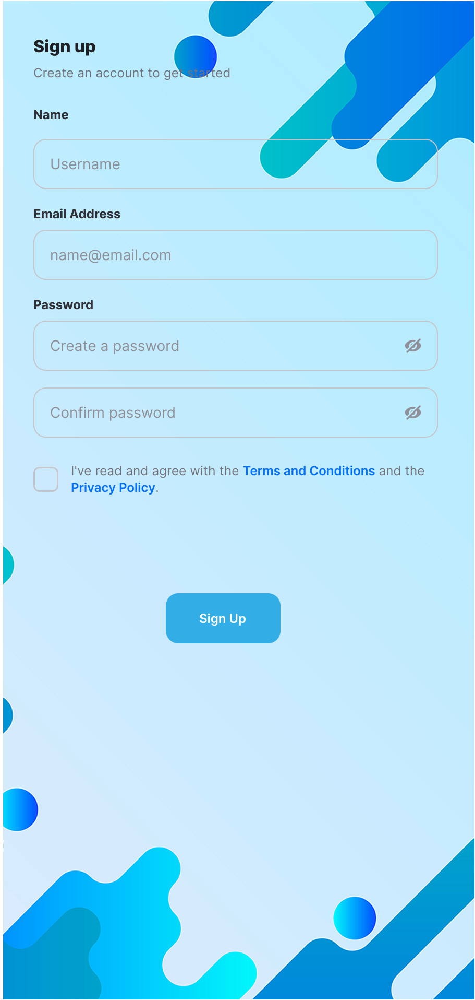 Sign up
Create an account to get started
Name
Username
Email Address
name@email.com
Password
Create a password
Confirm password
I've read and agree with the Terms and Conditions and the
Privacy Policy.
Sign Up